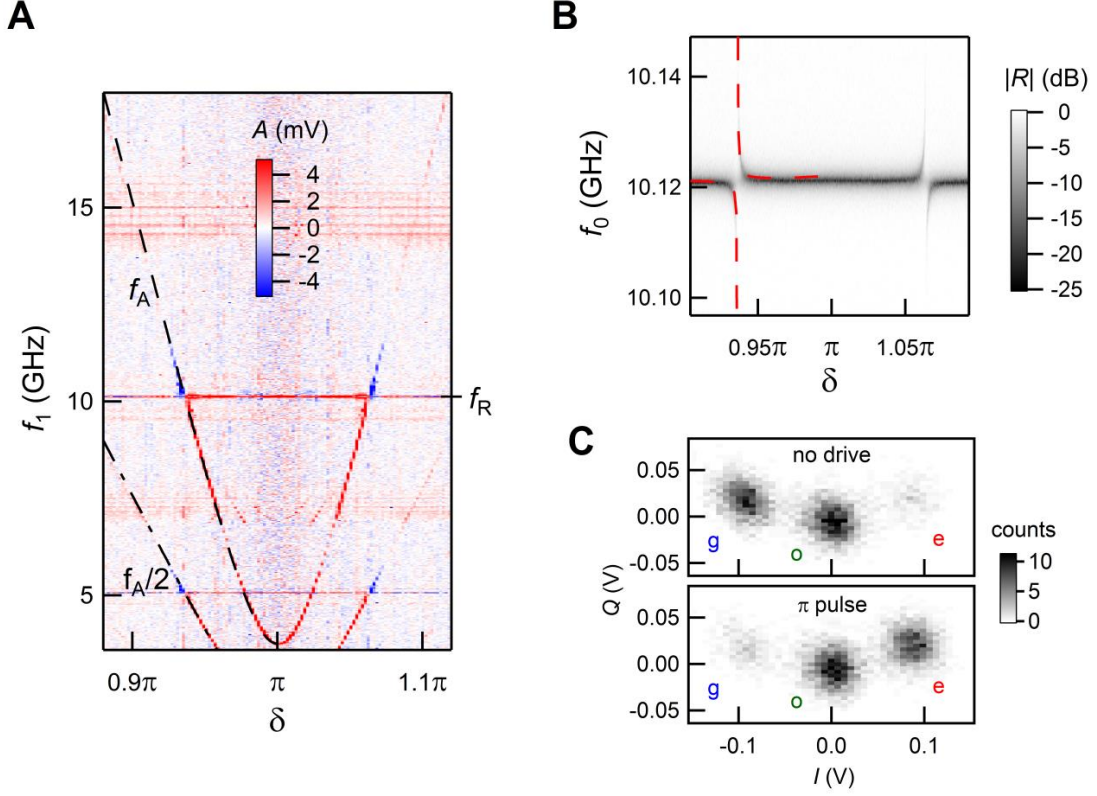 A
A (mV)
4
2
0
-2
-4
15
10
5
f₁ (GHz)
f_A
f_A/2
f_R
0.9π
π
1.1π
δ
B
10.14
10.12
10.10
f₀ (GHz)
0.95π
π
1.05π
δ
|R| (dB)
0
-5
-10
-15
-20
-25
C
no drive
0.05
0.00
-0.05
g
o
e
π pulse
0.05
0.00
-0.05
g
o
e
Q (V)
-0.1
0.0
0.1
I (V)
counts
10
5
0